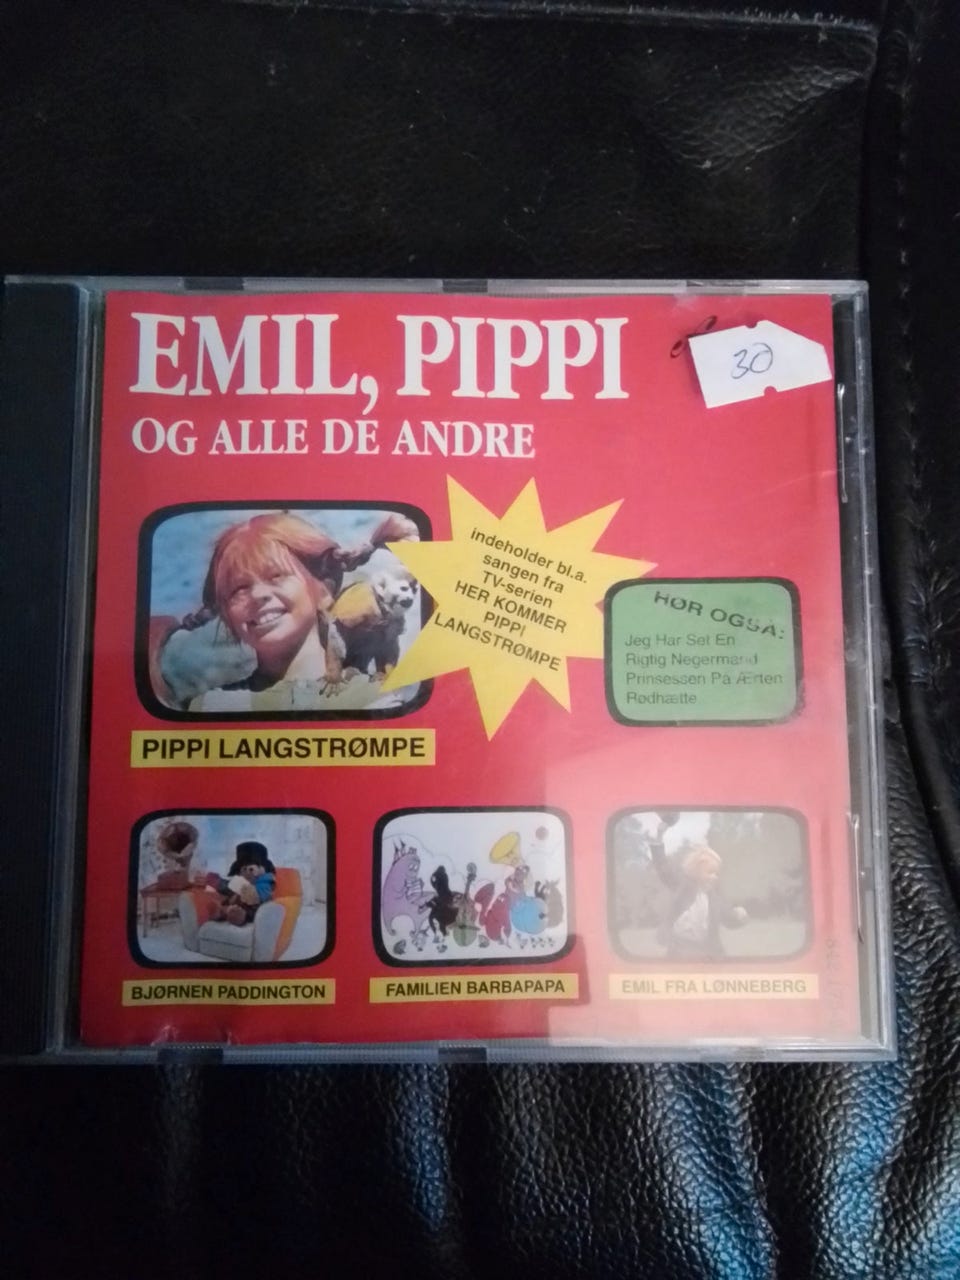 EMIL, PIPPI
OG ALLE DE ANDRE
30
indeholder bl.a.
sangen fra
TV-serien
HER KOMMER
PIPPI
LANGSTRØMPE
HØR OGSÅ:
Jeg Har Set En
Rigtig Negermand
Prinsessen På Ærten
Rødhætte
PIPPI LANGSTRØMPE
BJØRNEN PADDINGTON
FAMILIEN BARBAPAPA
EMIL FRA LØNNEBERG